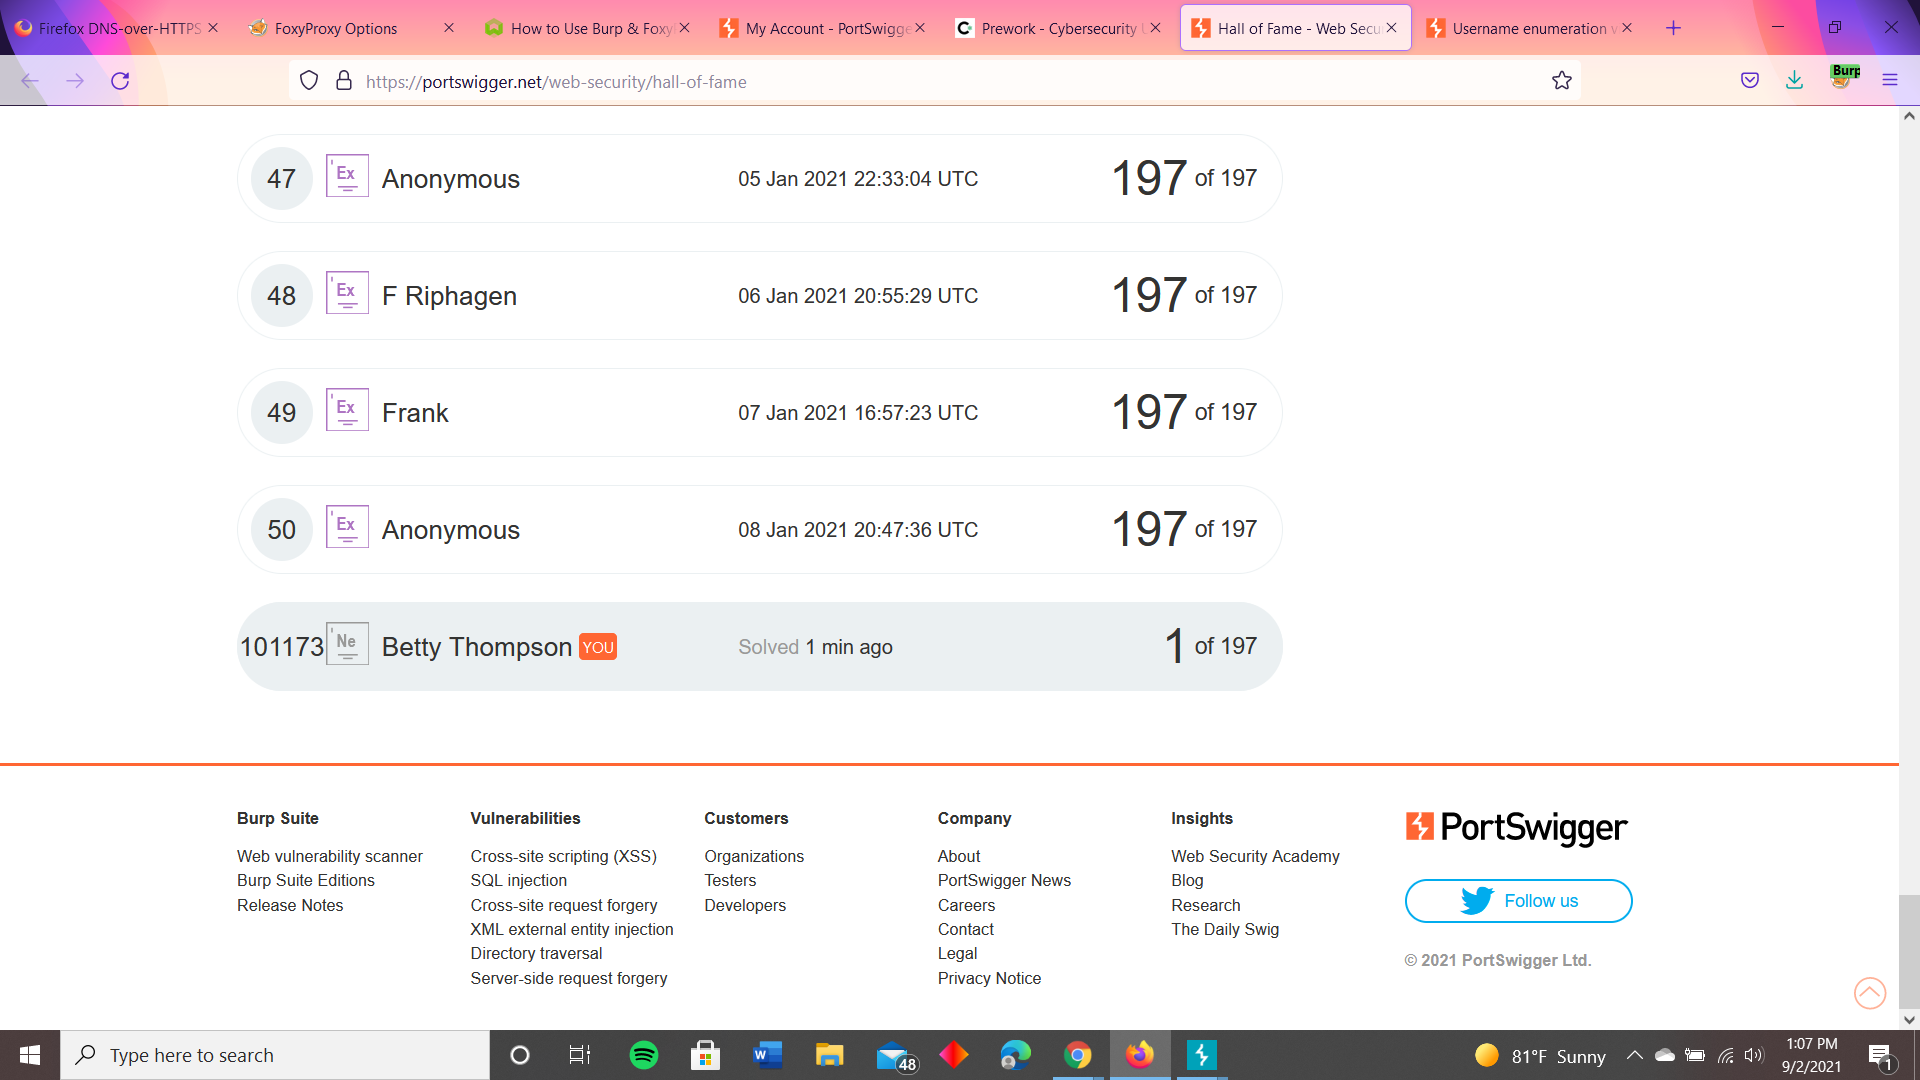 Firefox DNS-over-HTTPS
FoxyProxy Options
How to Use Burp & Foxyl
My Account - PortSwigge
Prework - Cybersecurity
Hall of Fame - Web Secu
Username enumeration v
https://portswigger.net/web-security/hall-of-fame
Burp
47 Ex Anonymous 05 Jan 2021 22:33:04 UTC 197 of 197
48 Ex F Riphagen 06 Jan 2021 20:55:29 UTC 197 of 197
49 Ex Frank 07 Jan 2021 16:57:23 UTC 197 of 197
50 Ex Anonymous 08 Jan 2021 20:47:36 UTC 197 of 197
101173 Ne Betty Thompson YOU Solved 1 min ago 1 of 197
Burp Suite
Web vulnerability scanner
Burp Suite Editions
Release Notes
Vulnerabilities
Cross-site scripting (XSS)
SQL injection
Cross-site request forgery
XML external entity injection
Directory traversal
Server-side request forgery
Customers
Organizations
Testers
Developers
Company
About
PortSwigger News
Careers
Contact
Legal
Privacy Notice
Insights
Web Security Academy
Blog
Research
The Daily Swig
PortSwigger
Follow us
© 2021 PortSwigger Ltd.
Type here to search
W
48
81°F Sunny
1:07 PM
9/2/2021
1